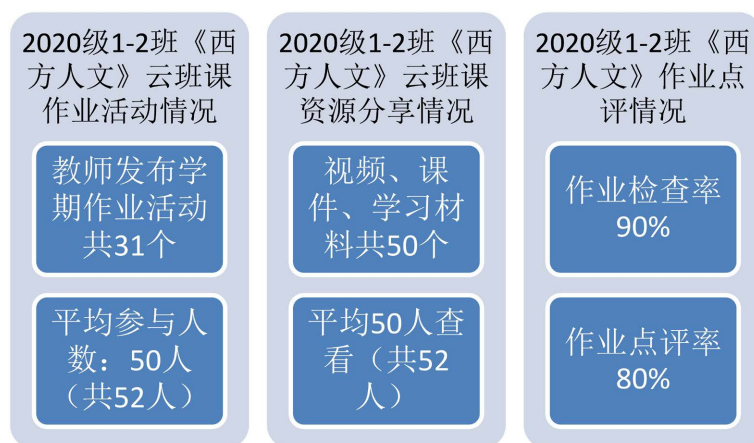 2020级1-2班《西
方人文》云班课
作业活动情况
教师发布学
期作业活动
共31个
平均参与人
数：50人
（共52人）
2020级1-2班《西
方人文》云班课
资源分享情况
视频、课
件、学习材
料共50个
平均50人查
看（共52
人）
2020级1-2班《西
方人文》作业点
评情况
作业检查率
90%
作业点评率
80%